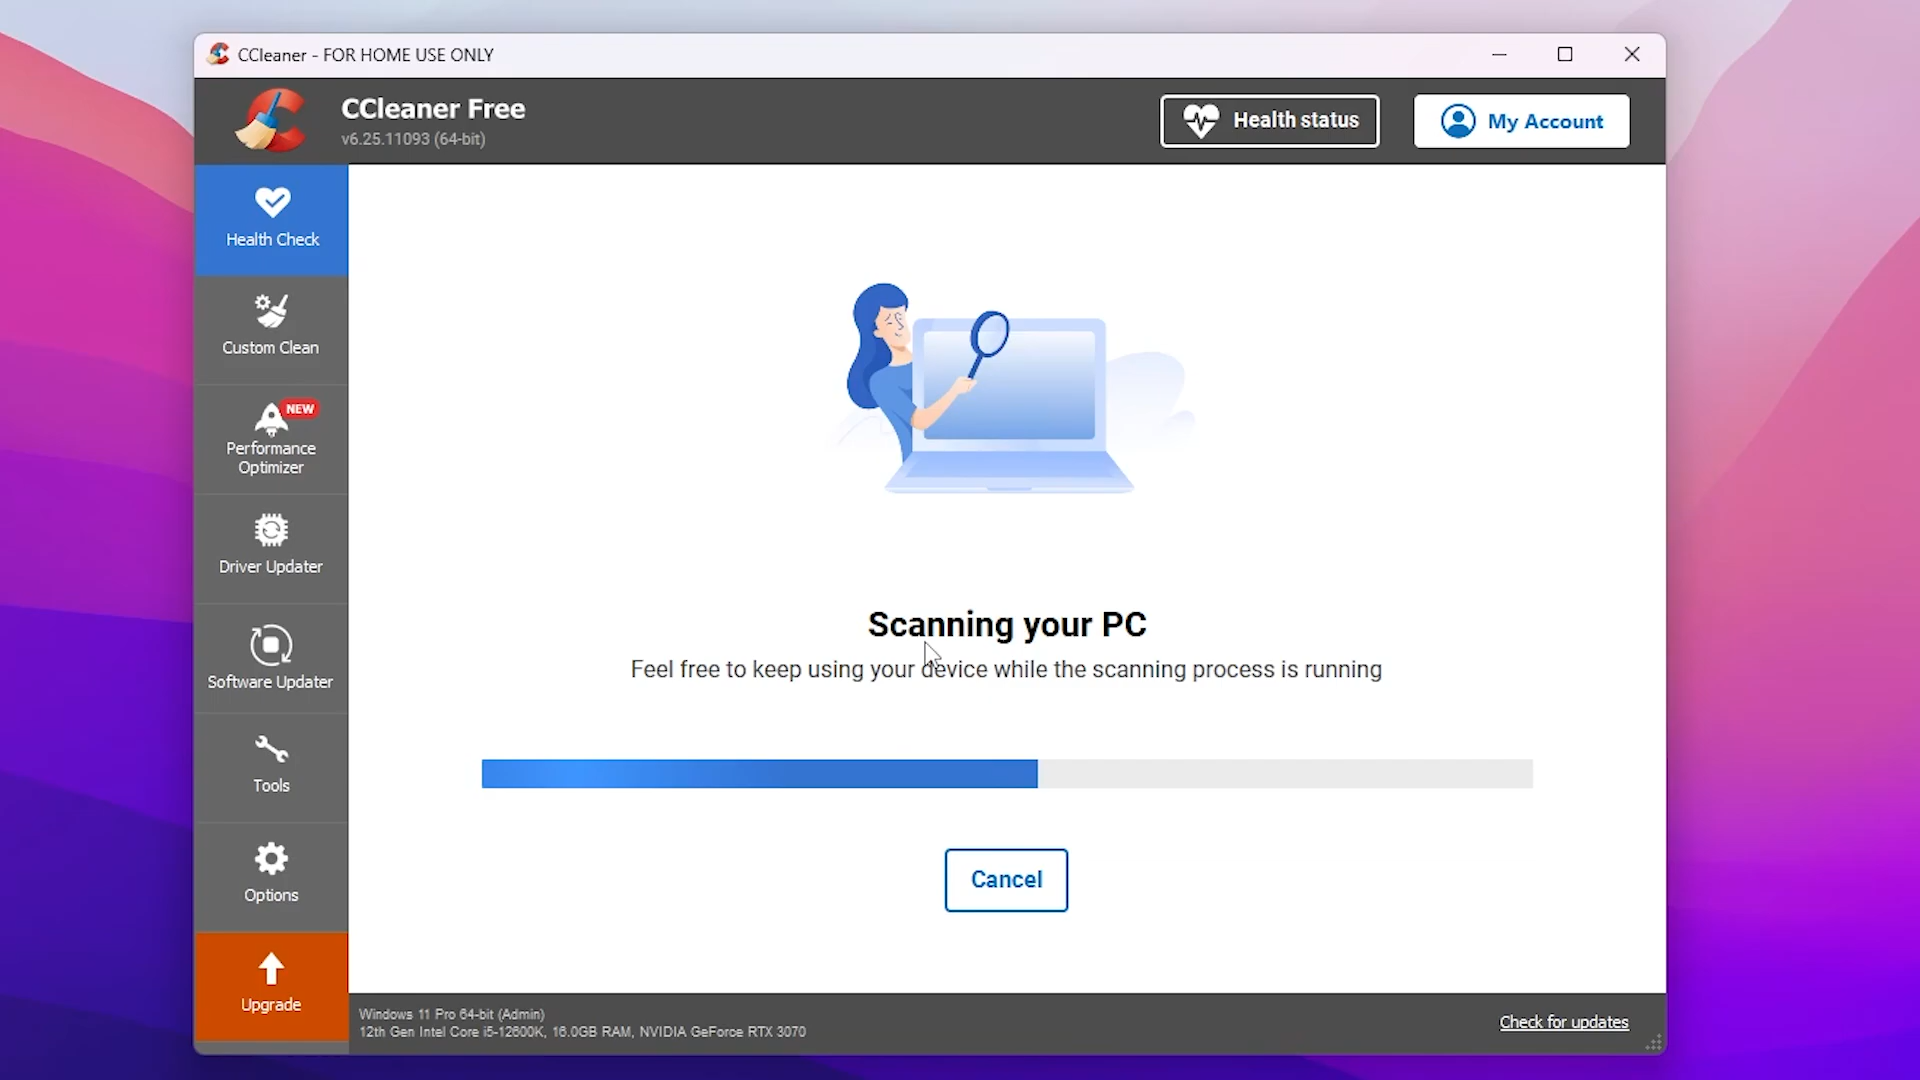 CCleaner - FOR HOME USE ONLY
CCleaner Free
v6.25.11093 (64-bit)
Health status
My Account
Health Check
Custom Clean
NEW
Performance
Optimizer
Driver Updater
Software Updater
Tools
Options
Upgrade
Scanning your PC
Feel free to keep using your device while the scanning process is running
Cancel
Windows 11 Pro 64-bit (Admin)
12th Gen Intel Core i5-12600K, 16.0GB RAM, NVIDIA GeForce RTX 3070
Check for updates